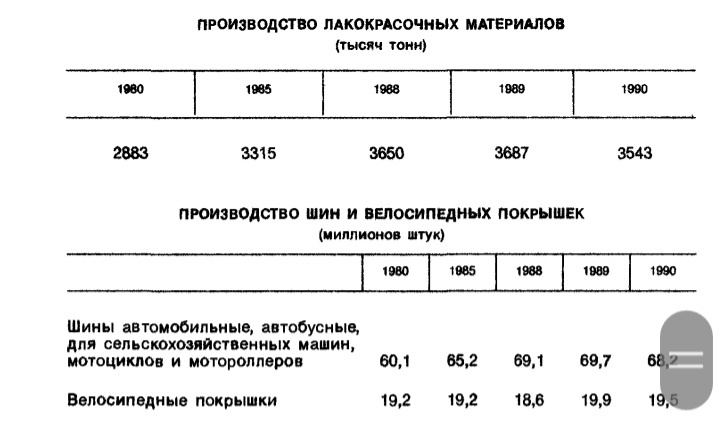 ПРОИЗВОДСТВО ЛАКОКРАСОЧНЫХ МАТЕРИАЛОВ
(тысяч тонн)
1980 1985 1988 1989 1990
2883 3315 3650 3687 3543
ПРОИЗВОДСТВО ШИН И ВЕЛОСИПЕДНЫХ ПОКРЫШЕК
(миллионов штук)
1980 1985 1988 1989 1990
Шины автомобильные, автобусные,
для сельскохозяйственных машин,
мотоциклов и мотороллеров 60,1 65,2 69,1 69,7 68,2
Велосипедные покрышки 19,2 19,2 18,6 19,9 19,5